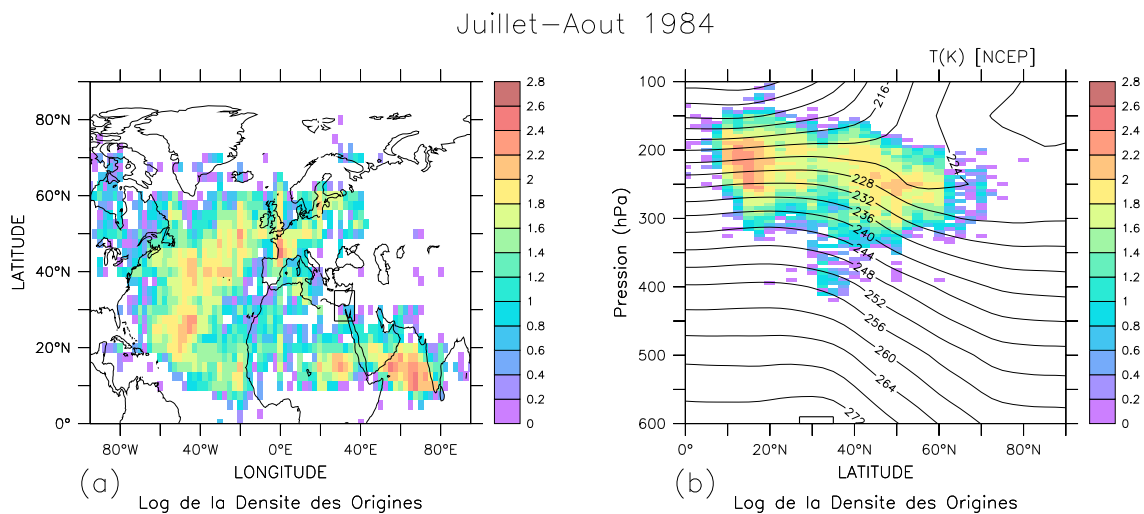 Juillet-Aout 1984
T(K) [NCEP]
LATITUDE
80°N
60°N
40°N
20°N
0°
80°W
40°W
0°E
40°E
80°E
LONGITUDE
(a)
Log de la Densite des Origines
2.8
2.6
2.4
2.2
2
1.8
1.6
1.4
1.2
1
0.8
0.6
0.4
0.2
0
Pression (hPa)
100
200
300
400
500
600
216
224
228
232
236
240
244
248
252
256
260
264
272
0°
20°N
40°N
60°N
80°N
LATITUDE
(b)
Log de la Densite des Origines
2.8
2.6
2.4
2.2
2
1.8
1.6
1.4
1.2
1
0.8
0.6
0.4
0.2
0